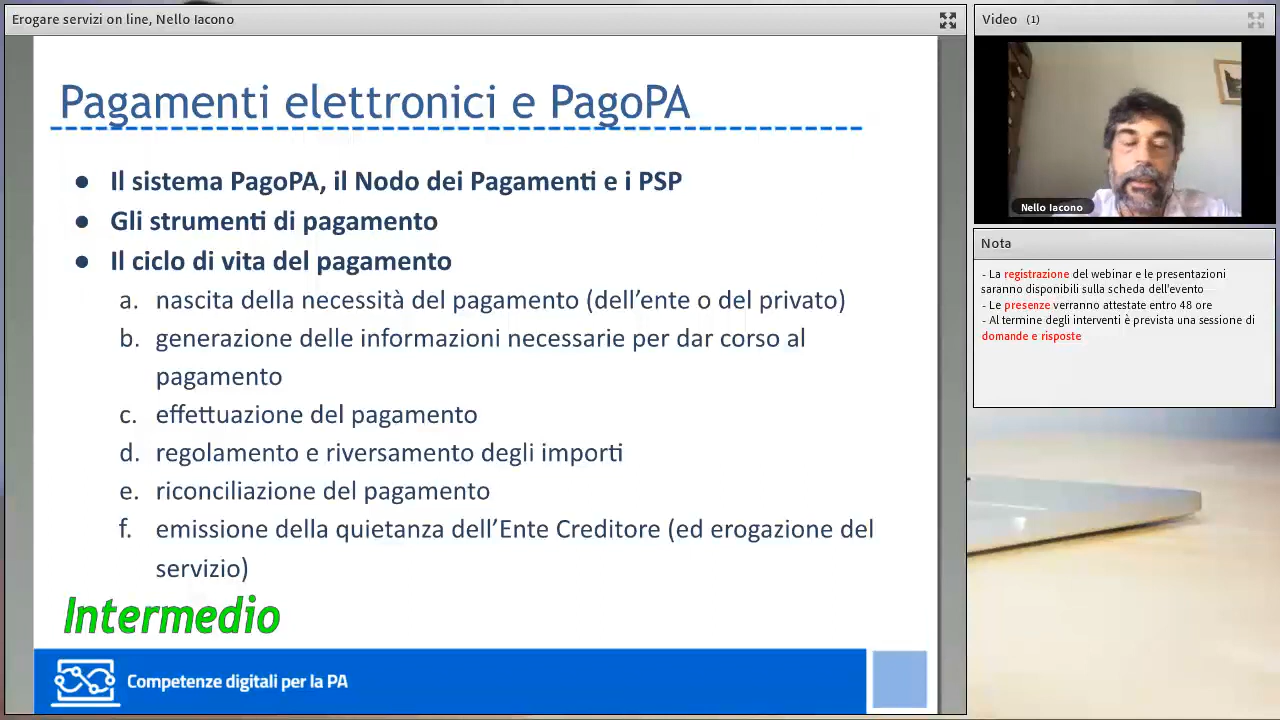 Erogare servizi on line, Nello Iacono
Pagamenti elettronici e PagoPA
● Il sistema PagoPA, il Nodo dei Pagamenti e i PSP
● Gli strumenti di pagamento
● Il ciclo di vita del pagamento
a. nascita della necessità del pagamento (dell’ente o del privato)
b. generazione delle informazioni necessarie per dar corso al
pagamento
c. effettuazione del pagamento
d. regolamento e riversamento degli importi
e. riconciliazione del pagamento
f. emissione della quietanza dell’Ente Creditore (ed erogazione del
servizio)
Intermedio
Competenze digitali per la PA
Video (1)
Nello Iacono
Nota
- La registrazione del webinar e le presentazioni
saranno disponibili sulla scheda dell'evento
- Le presenze verranno attestate entro 48 ore
- Al termine degli interventi è prevista una sessione di
domande e risposte